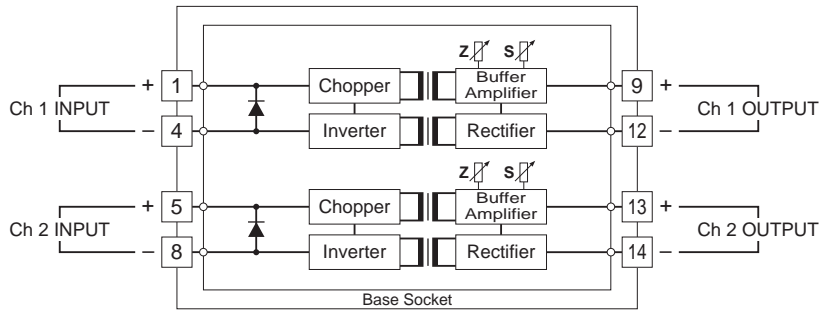 Z S
+ 1 Chopper Buffer Amplifier 9 +
Ch 1 INPUT Ch 1 OUTPUT
– 4 Inverter Rectifier 12 –
Z S
+ 5 Chopper Buffer Amplifier 13 +
Ch 2 INPUT Ch 2 OUTPUT
– 8 Inverter Rectifier 14 –
Base Socket